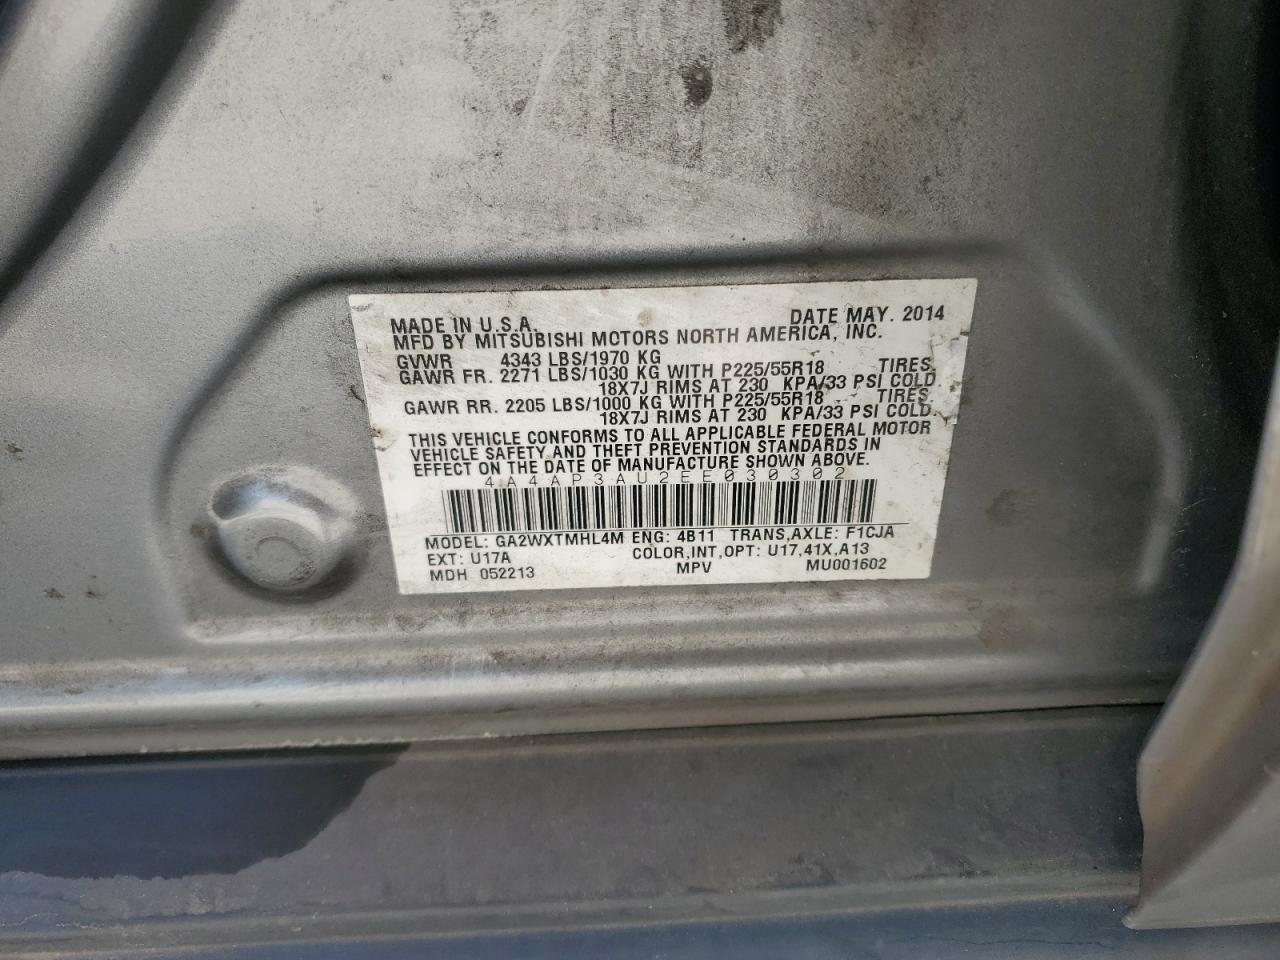 MADE IN U.S.A. DATE MAY. 2014
MFD BY MITSUBISHI MOTORS NORTH AMERICA, INC.
GVWR 4343 LBS/1970 KG
GAWR FR. 2271 LBS/1030 KG WITH P225/55R18 TIRES.
18X7J RIMS AT 230 KPA/33 PSI COLD.
GAWR RR. 2205 LBS/1000 KG WITH P225/55R18 TIRES.
18X7J RIMS AT 230 KPA/33 PSI COLD.
THIS VEHICLE CONFORMS TO ALL APPLICABLE FEDERAL MOTOR
VEHICLE SAFETY AND THEFT PREVENTION STANDARDS IN
EFFECT ON THE DATE OF MANUFACTURE SHOWN ABOVE.
4A4AP3AU2EE030302
MODEL: GA2WXTMHL4M ENG: 4B11 TRANS,AXLE: F1CJA
EXT: U17A COLOR,INT,OPT: U17,41X,A13
MDH 052213 MPV MU001602